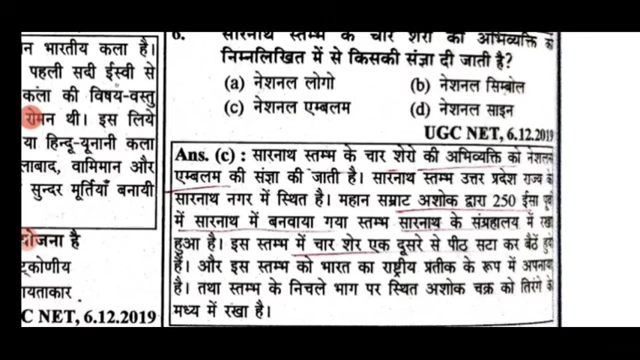 न भारतीय कला है।
पहली सदी ईस्वी से
कला की विषय-वस्तु
रोमन थी। इस लिये
या हिन्दू-यूनानी कला
लाबाद, वामिमान और
सुन्दर मूर्तियाँ बनायी
योजना है
ट्कोणीय
ायताकार
C NET, 6.12.2019
6. सारनाथ स्तम्भ के चार शेरों की अभिव्यक्ति को
निम्नलिखित में से किसकी संज्ञा दी जाती है?
(a) नेशनल लोगो (b) नेशनल सिम्बोल
(c) नेशनल एम्बलम (d) नेशनल साइन
UGC NET, 6.12.2019
Ans. (c) : सारनाथ स्तम्भ के चार शेरो की अभिव्यक्ति को नेशलन
एम्बलम की संज्ञा की जाती है। सारनाथ स्तम्भ उत्तर प्रदेश राज्य के
सारनाथ नगर में स्थित है। महान सम्राट अशोक द्वारा 250 ईसा पूर्व
में सारनाथ में बनवाया गया स्तम्भ सारनाथ के संग्रहालय में रखा
हुआ है। इस स्तम्भ में चार शेर एक दूसरे से पीठ सटा कर बैठें हुये
हैं। और इस स्तम्भ को भारत का राष्ट्रीय प्रतीक के रूप में अपनाया
है। तथा स्तम्भ के निचले भाग पर स्थित अशोक चक्र को तिरंगे के
मध्य में रखा है।